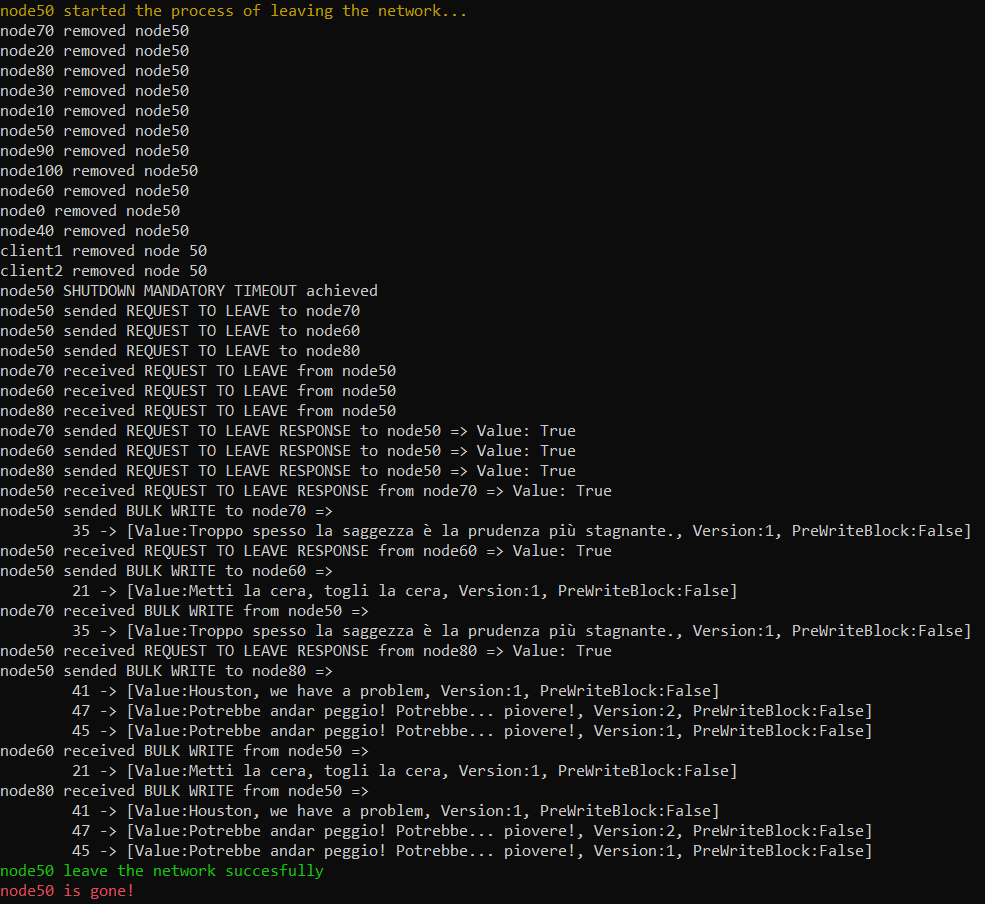 node50 started the process of leaving the network...
node70 removed node50
node20 removed node50
node80 removed node50
node30 removed node50
node10 removed node50
node50 removed node50
node90 removed node50
node100 removed node50
node60 removed node50
node0 removed node50
node40 removed node50
client1 removed node 50
client2 removed node 50
node50 SHUTDOWN MANDATORY TIMEOUT achieved
node50 sended REQUEST TO LEAVE to node70
node50 sended REQUEST TO LEAVE to node60
node50 sended REQUEST TO LEAVE to node80
node70 received REQUEST TO LEAVE from node50
node60 received REQUEST TO LEAVE from node50
node80 received REQUEST TO LEAVE from node50
node70 sended REQUEST TO LEAVE RESPONSE to node50 => Value: True
node60 sended REQUEST TO LEAVE RESPONSE to node50 => Value: True
node80 sended REQUEST TO LEAVE RESPONSE to node50 => Value: True
node50 received REQUEST TO LEAVE RESPONSE from node70 => Value: True
node50 sended BULK WRITE to node70 =>
        35 -> [Value:Troppo spesso la saggezza è la prudenza più stagnante., Version:1, PreWriteBlock:False]
node50 received REQUEST TO LEAVE RESPONSE from node60 => Value: True
node50 sended BULK WRITE to node60 =>
        21 -> [Value:Metti la cera, togli la cera, Version:1, PreWriteBlock:False]
node70 received BULK WRITE from node50 =>
        35 -> [Value:Troppo spesso la saggezza è la prudenza più stagnante., Version:1, PreWriteBlock:False]
node50 received REQUEST TO LEAVE RESPONSE from node80 => Value: True
node50 sended BULK WRITE to node80 =>
        41 -> [Value:Houston, we have a problem, Version:1, PreWriteBlock:False]
        47 -> [Value:Potrebbe andar peggio! Potrebbe... piovere!, Version:2, PreWriteBlock:False]
        45 -> [Value:Potrebbe andar peggio! Potrebbe... piovere!, Version:1, PreWriteBlock:False]
node60 received BULK WRITE from node50 =>
        21 -> [Value:Metti la cera, togli la cera, Version:1, PreWriteBlock:False]
node80 received BULK WRITE from node50 =>
        41 -> [Value:Houston, we have a problem, Version:1, PreWriteBlock:False]
        47 -> [Value:Potrebbe andar peggio! Potrebbe... piovere!, Version:2, PreWriteBlock:False]
        45 -> [Value:Potrebbe andar peggio! Potrebbe... piovere!, Version:1, PreWriteBlock:False]
node50 leave the network succesfully
node50 is gone!